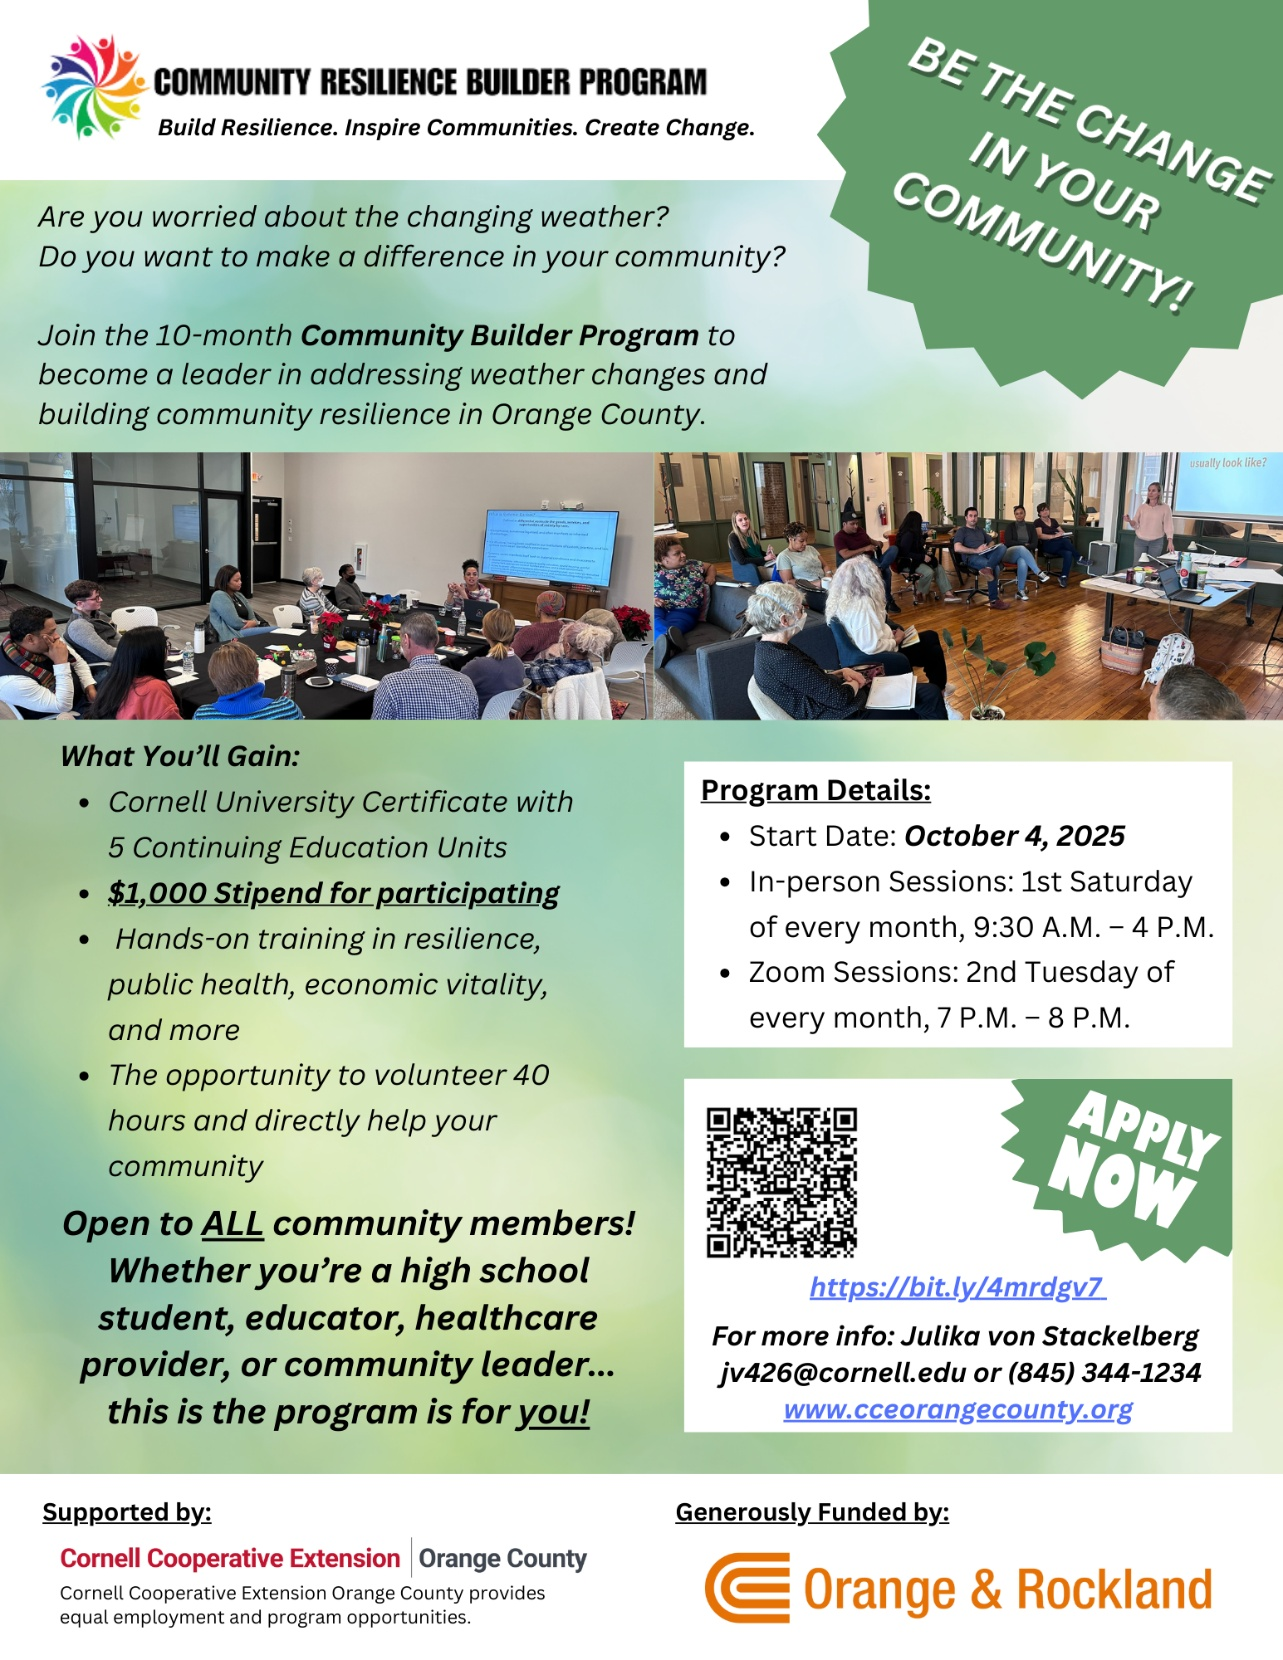 COMMUNITY RESILIENCE BUILDER PROGRAM
Build Resilience. Inspire Communities. Create Change.
BE THE CHANGE
IN YOUR
COMMUNITY!
Are you worried about the changing weather?
Do you want to make a difference in your community?
Join the 10-month Community Builder Program to
become a leader in addressing weather changes and
building community resilience in Orange County.
usually look like?
What You’ll Gain:
• Cornell University Certificate with
5 Continuing Education Units
• $1,000 Stipend for participating
• Hands-on training in resilience,
public health, economic vitality,
and more
• The opportunity to volunteer 40
hours and directly help your
community
Open to ALL community members!
Whether you’re a high school
student, educator, healthcare
provider, or community leader...
this is the program is for you!
Program Details:
• Start Date: October 4, 2025
• In-person Sessions: 1st Saturday
of every month, 9:30 A.M. – 4 P.M.
• Zoom Sessions: 2nd Tuesday of
every month, 7 P.M. – 8 P.M.
APPLY
NOW
https://bit.ly/4mrdgv7
For more info: Julika von Stackelberg
jv426@cornell.edu or (845) 344-1234
www.cceorangecounty.org
Supported by:
Cornell Cooperative Extension | Orange County
Cornell Cooperative Extension Orange County provides
equal employment and program opportunities.
Generously Funded by:
Orange & Rockland